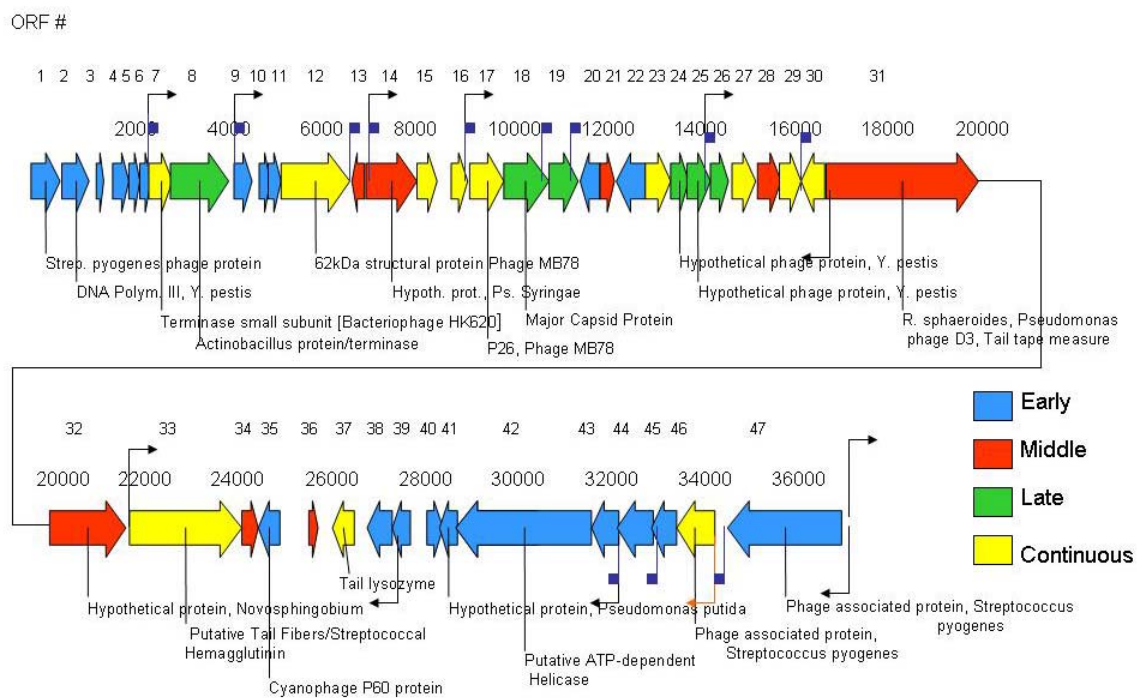 ORF #
1 2 3 4 5 6 7 8 9 10 11 12 13 14 15 16 17 18 19 20 21 22 23 24 25 26 27 28 29 30 31
2000 4000 6000 8000 10000 12000 14000 16000 18000 20000
Strep. pyogenes phage protein
DNA Polym. III, Y. pestis
Terminase small subunit [Bacteriophage HK620]
Actinobacillus protein/terminase
62kDa structural protein Phage MB78
Hypoth. prot., Ps. Syringae
P26, Phage MB78
Major Capsid Protein
Hypothetical phage protein, Y. pestis
Hypothetical phage protein, Y. pestis
R. sphaeroides, Pseudomonas
phage D3, Tail tape measure
Early
Middle
Late
Continuous
32 33 34 35 36 37 38 39 40 41 42 43 44 45 46 47
20000 22000 24000 26000 28000 30000 32000 34000 36000
Hypothetical protein, Novosphingobium
Putative Tail Fibers/Streptococcal
Hemagglutinin
Cyanophage P60 protein
Tail lysozyme
Hypothetical protein, Pseudomonas putida
Putative ATP-dependent
Helicase
Phage associated protein,
Streptococcus pyogenes
Phage associated protein, Streptococcus
pyogenes